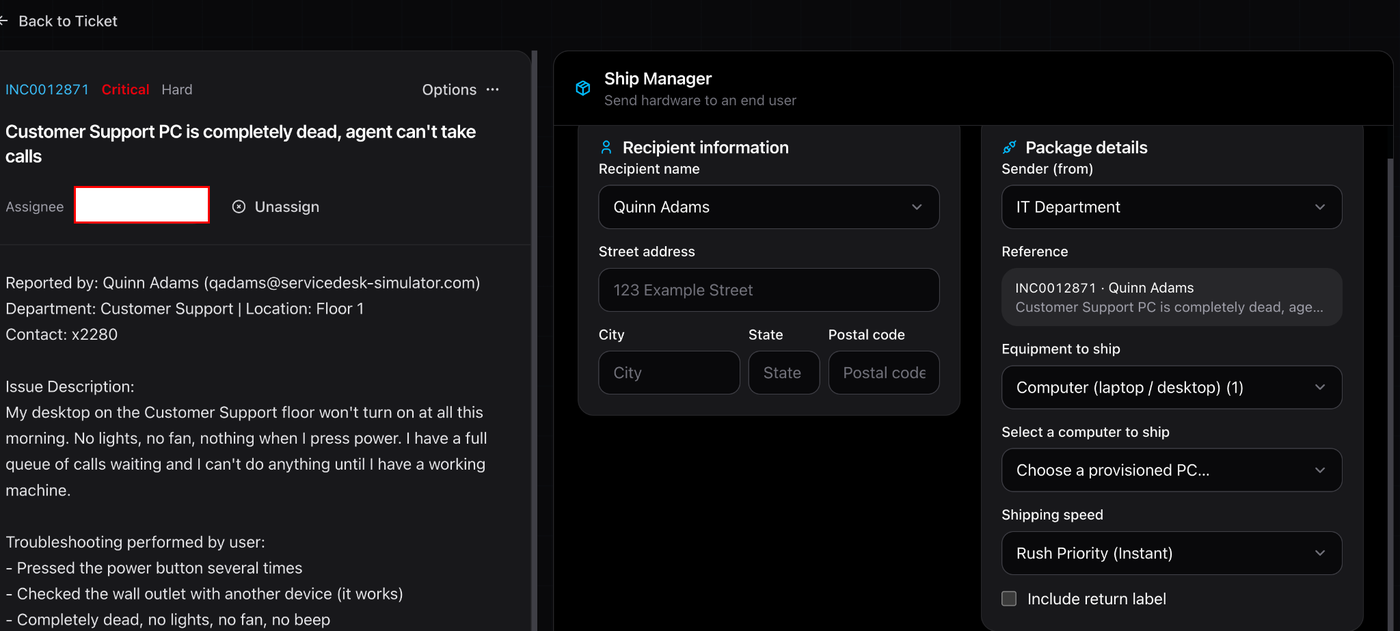 ← Back to Ticket
INC0012871 Critical Hard
Options ...
Customer Support PC is completely dead, agent can't take
calls
Assignee
Unassign
Reported by: Quinn Adams (qadams@servicedesk-simulator.com)
Department: Customer Support | Location: Floor 1
Contact: x2280
Issue Description:
My desktop on the Customer Support floor won't turn on at all this
morning. No lights, no fan, nothing when I press power. I have a full
queue of calls waiting and I can't do anything until I have a working
machine.
Troubleshooting performed by user:
- Pressed the power button several times
- Checked the wall outlet with another device (it works)
- Completely dead, no lights, no fan, no beep
Ship Manager
Send hardware to an end user
Recipient information
Recipient name
Quinn Adams
Street address
123 Example Street
City State Postal code
City State Postal code
Package details
Sender (from)
IT Department
Reference
INC0012871 · Quinn Adams
Customer Support PC is completely dead, age...
Equipment to ship
Computer (laptop / desktop) (1)
Select a computer to ship
Choose a provisioned PC...
Shipping speed
Rush Priority (Instant)
Include return label